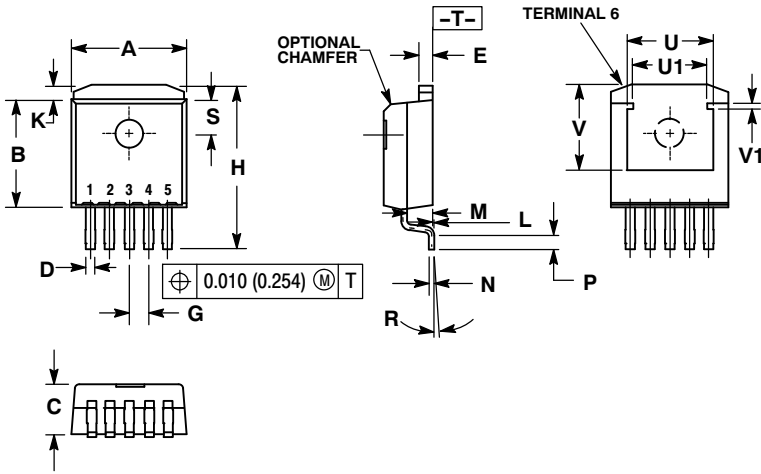 –T–
TERMINAL 6
A
OPTIONAL
CHAMFER
E
U
U1
K
S
B
H
V
V1
1 2 3 4 5
M
L
D
⌖ 0.010 (0.254) Ⓜ T
N
P
G
R
C